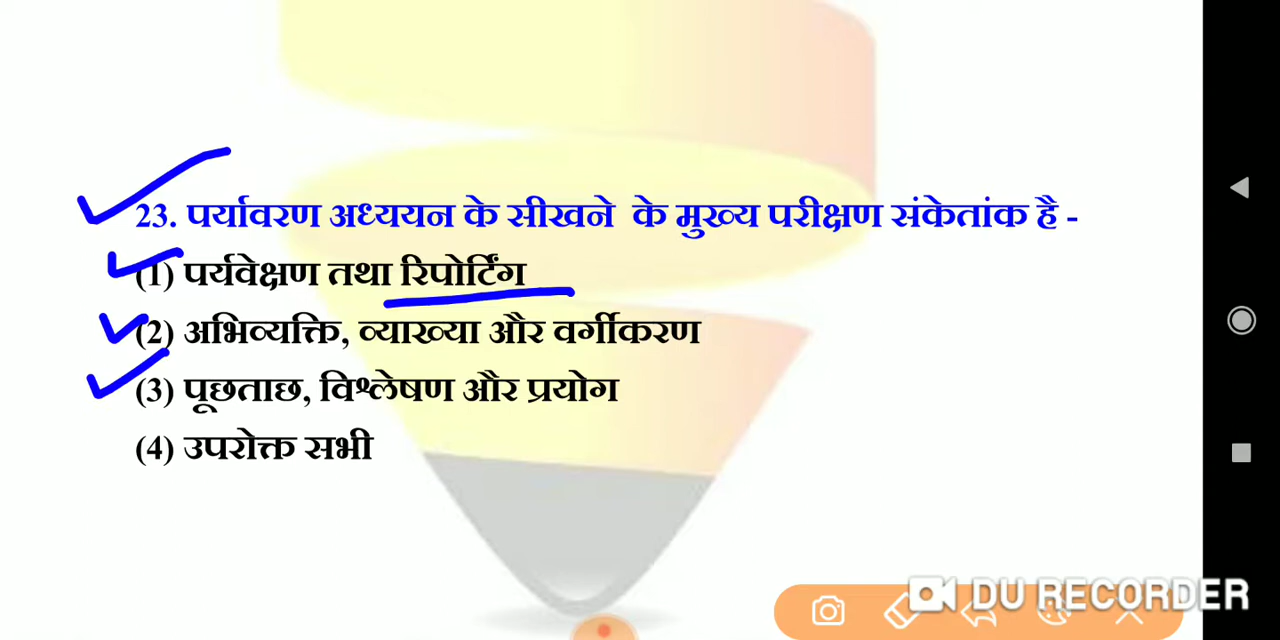 23. पर्यावरण अध्ययन के सीखने के मुख्य परीक्षण संकेतांक है -
(1) पर्यवेक्षण तथा रिपोर्टिंग
(2) अभिव्यक्ति, व्याख्या और वर्गीकरण
(3) पूछताछ, विश्लेषण और प्रयोग
(4) उपरोक्त सभी
DU RECORDER